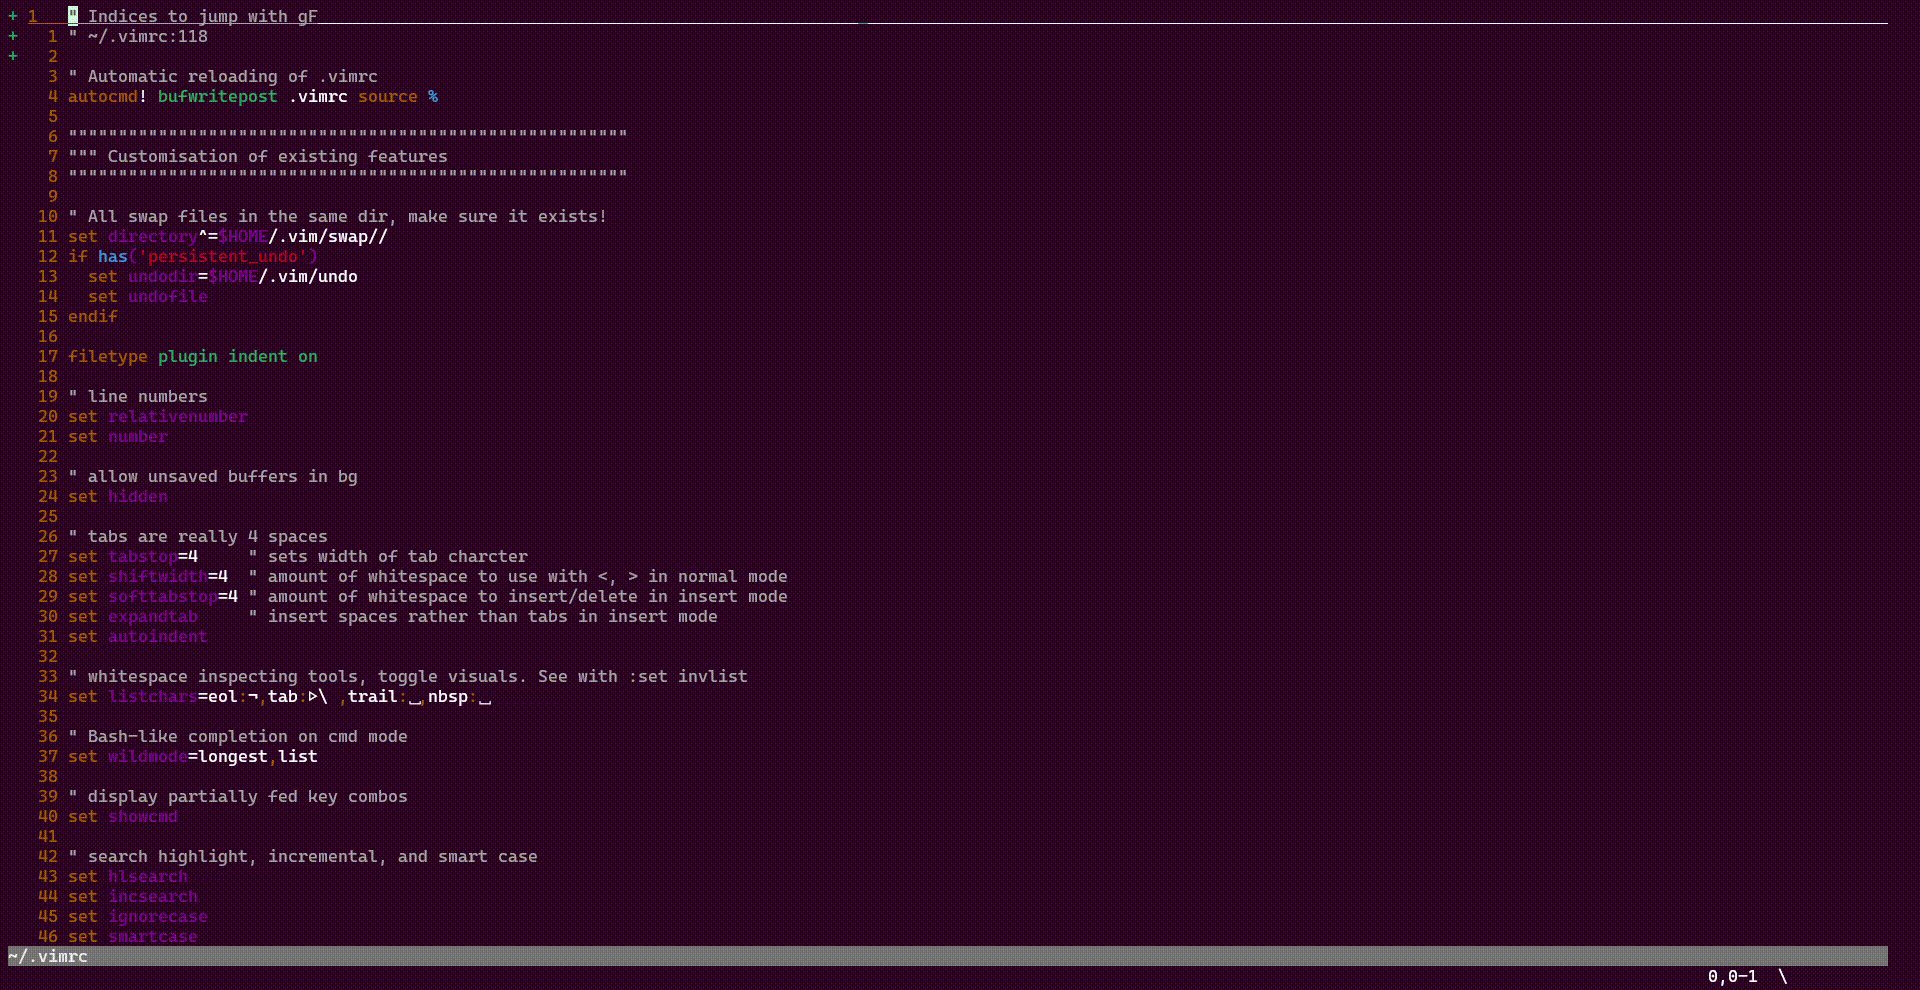 + 1   " Indices to jump with gF
+   1 " ~/.vimrc:118
+   2
    3 " Automatic reloading of .vimrc
    4 autocmd! bufwritepost .vimrc source %
    5
    6 """"""""""""""""""""""""""""""""""""""""""""""""""""""""
    7 """ Customisation of existing features
    8 """"""""""""""""""""""""""""""""""""""""""""""""""""""""
    9
   10 " All swap files in the same dir, make sure it exists!
   11 set directory^=$HOME/.vim/swap//
   12 if has('persistent_undo')
   13   set undodir=$HOME/.vim/undo
   14   set undofile
   15 endif
   16
   17 filetype plugin indent on
   18
   19 " line numbers
   20 set relativenumber
   21 set number
   22
   23 " allow unsaved buffers in bg
   24 set hidden
   25
   26 " tabs are really 4 spaces
   27 set tabstop=4     " sets width of tab charcter
   28 set shiftwidth=4  " amount of whitespace to use with <, > in normal mode
   29 set softtabstop=4 " amount of whitespace to insert/delete in insert mode
   30 set expandtab     " insert spaces rather than tabs in insert mode
   31 set autoindent
   32
   33 " whitespace inspecting tools, toggle visuals. See with :set invlist
   34 set listchars=eol:¬,tab:▷\ ,trail:⎵,nbsp:⎵
   35
   36 " Bash-like completion on cmd mode
   37 set wildmode=longest,list
   38
   39 " display partially fed key combos
   40 set showcmd
   41
   42 " search highlight, incremental, and smart case
   43 set hlsearch
   44 set incsearch
   45 set ignorecase
   46 set smartcase
~/.vimrc
0,0-1  \